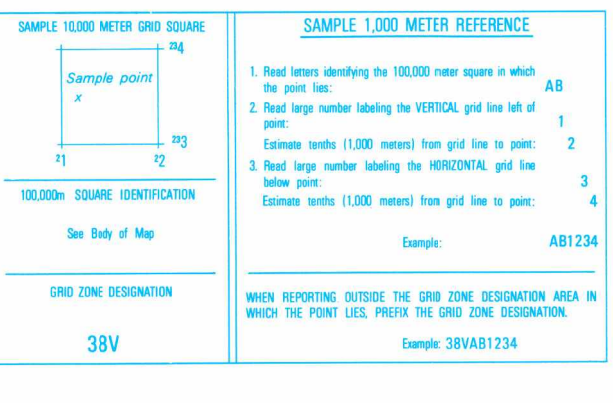 SAMPLE 10,000 METER GRID SQUARE
234
Sample point
x
233
21
22
100,000m SQUARE IDENTIFICATION
See Body of Map
GRID ZONE DESIGNATION
38V
SAMPLE 1,000 METER REFERENCE
1. Read letters identifying the 100,000 meter square in which
the point lies: AB
2. Read large number labeling the VERTICAL grid line left of
point: 1
Estimate tenths (1,000 meters) from grid line to point: 2
3. Read large number labeling the HORIZONTAL grid line
below point: 3
Estimate tenths (1,000 meters) from grid line to point: 4
Example: AB1234
WHEN REPORTING OUTSIDE THE GRID ZONE DESIGNATION AREA IN
WHICH THE POINT LIES, PREFIX THE GRID ZONE DESIGNATION.
Example: 38VAB1234